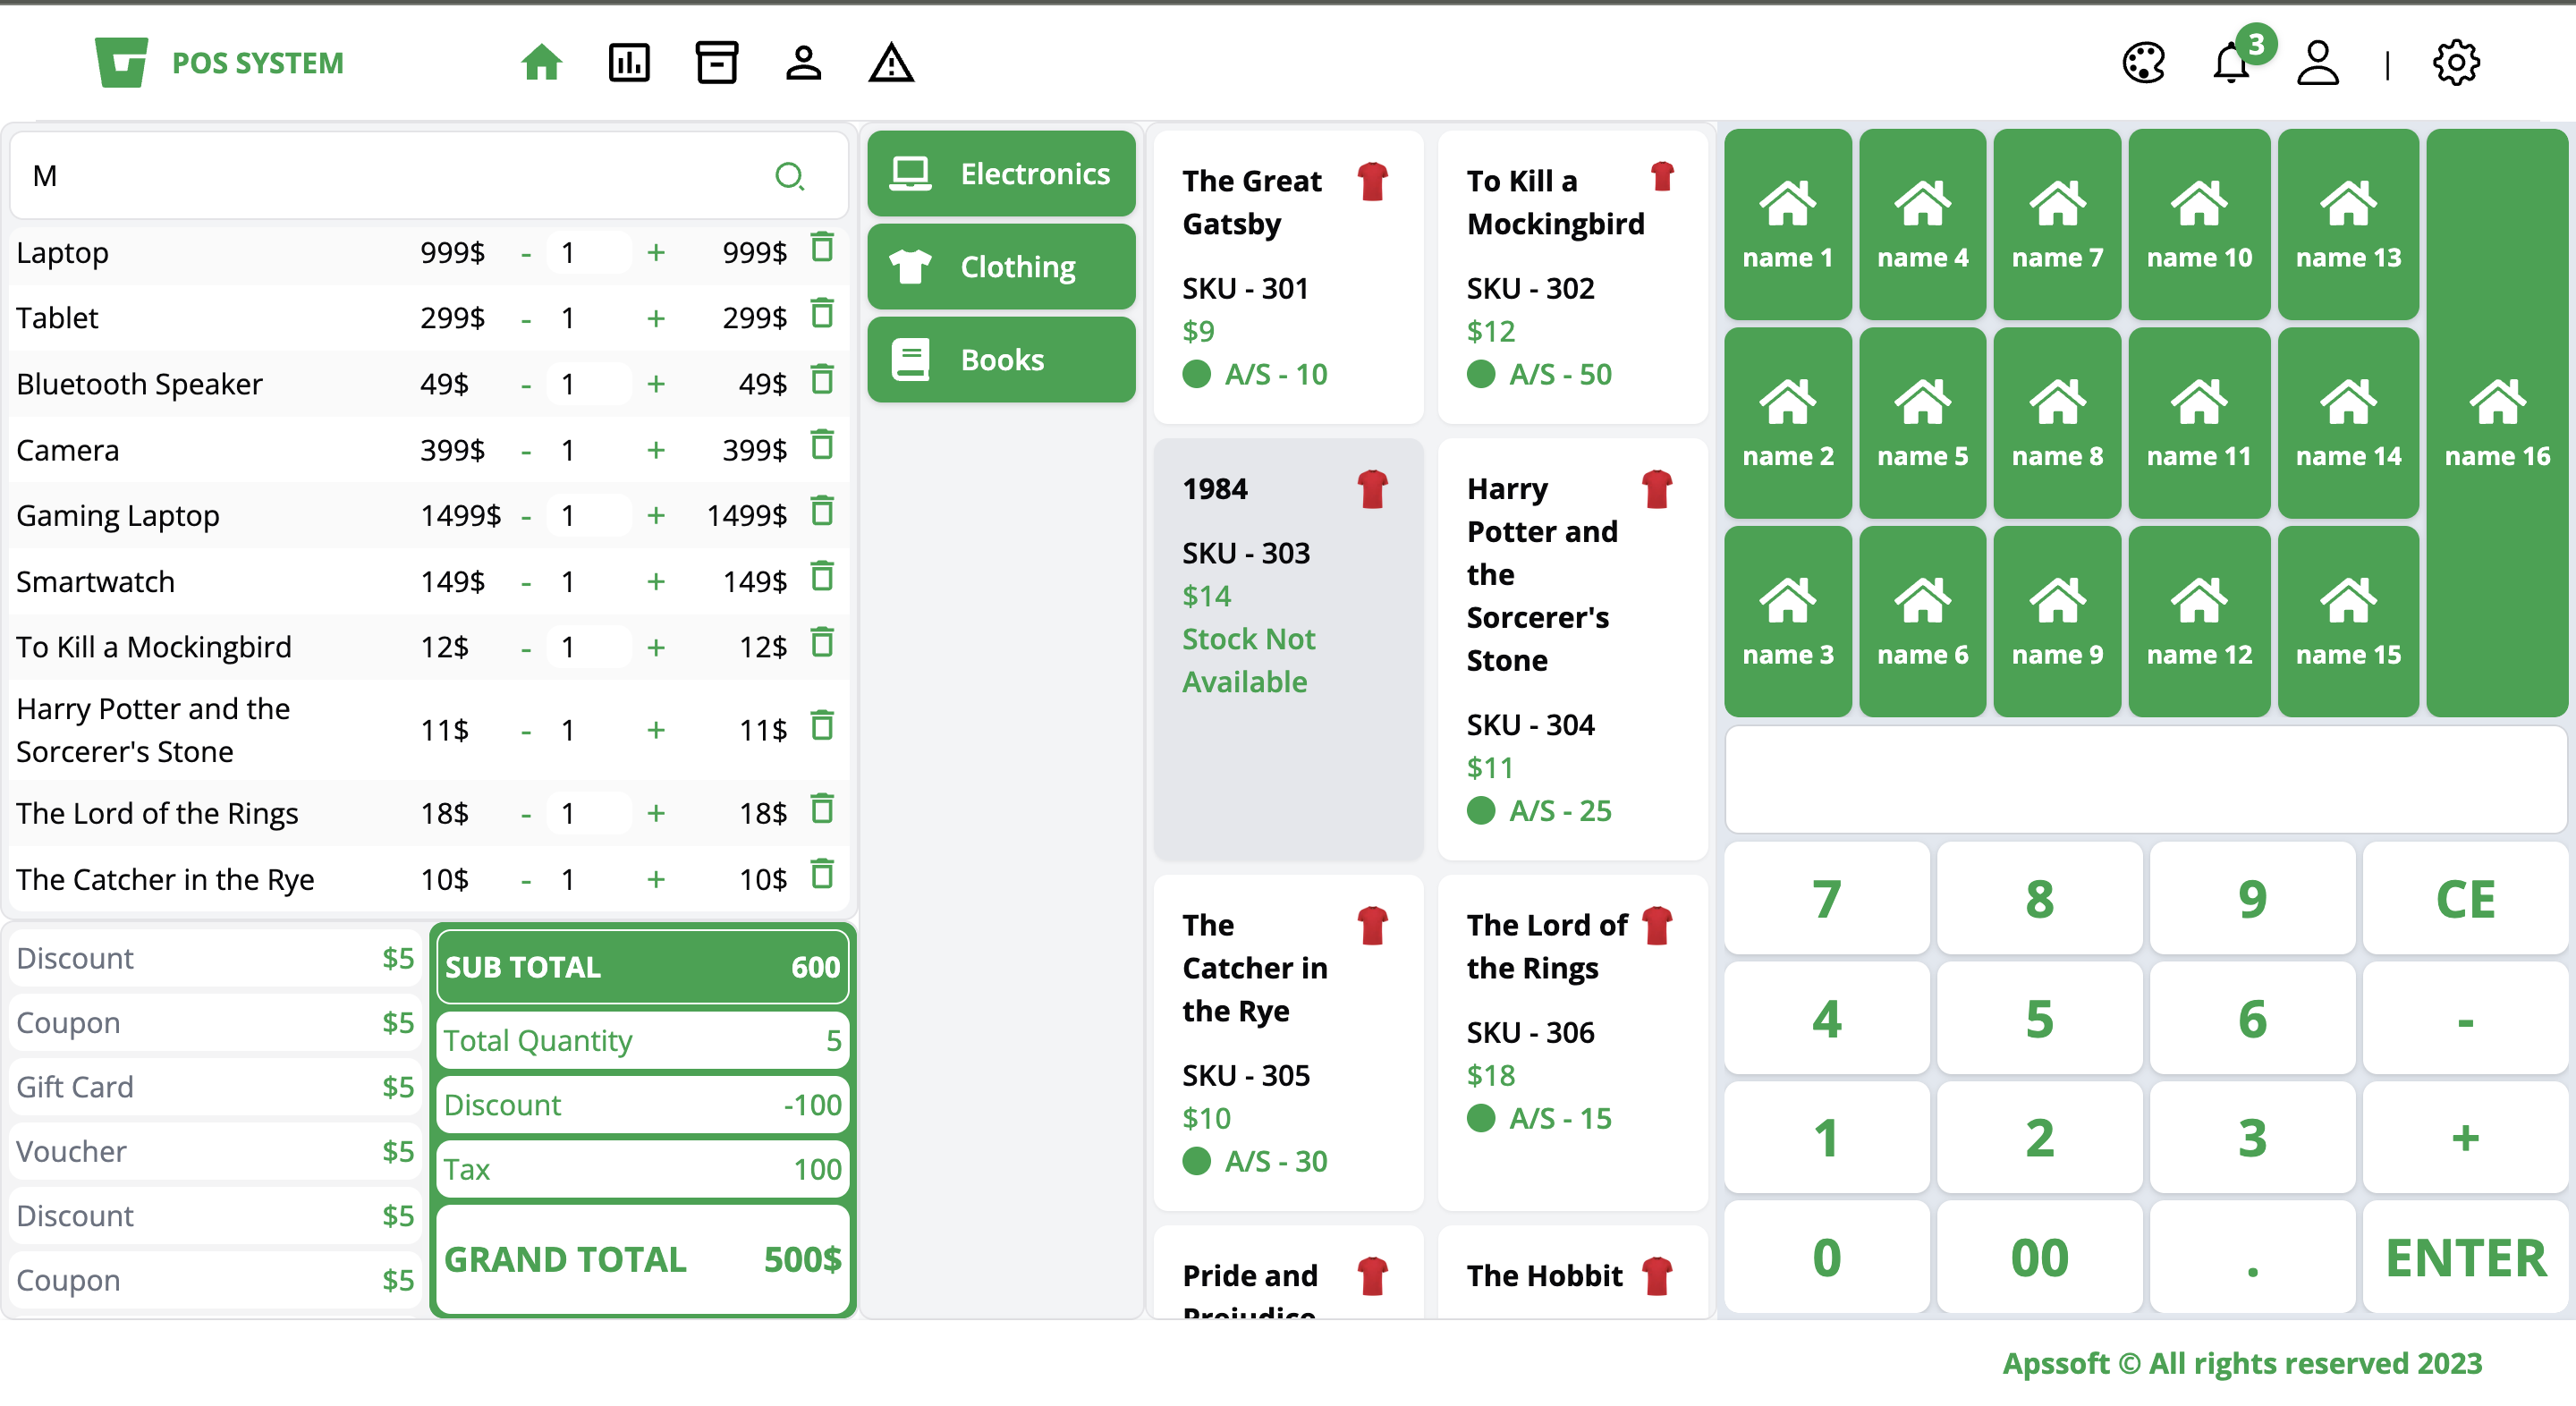 POS SYSTEM
3
M
Laptop 999$ - 1 + 999$
Tablet 299$ - 1 + 299$
Bluetooth Speaker 49$ - 1 + 49$
Camera 399$ - 1 + 399$
Gaming Laptop 1499$ - 1 + 1499$
Smartwatch 149$ - 1 + 149$
To Kill a Mockingbird 12$ - 1 + 12$
Harry Potter and the
Sorcerer's Stone 11$ - 1 + 11$
The Lord of the Rings 18$ - 1 + 18$
The Catcher in the Rye 10$ - 1 + 10$
Discount $5
Coupon $5
Gift Card $5
Voucher $5
Discount $5
Coupon $5
SUB TOTAL 600
Total Quantity 5
Discount -100
Tax 100
GRAND TOTAL 500$
Electronics
Clothing
Books
The Great
Gatsby
SKU - 301
$9
A/S - 10
To Kill a
Mockingbird
SKU - 302
$12
A/S - 50
1984
SKU - 303
$14
Stock Not
Available
Harry
Potter and
the
Sorcerer's
Stone
SKU - 304
$11
A/S - 25
The
Catcher in
the Rye
SKU - 305
$10
A/S - 30
The Lord of
the Rings
SKU - 306
$18
A/S - 15
Pride and
Prejudice
The Hobbit
name 1 name 4 name 7 name 10 name 13
name 2 name 5 name 8 name 11 name 14 name 16
name 3 name 6 name 9 name 12 name 15
7 8 9 CE
4 5 6 -
1 2 3 +
0 00 . ENTER
Apssoft © All rights reserved 2023